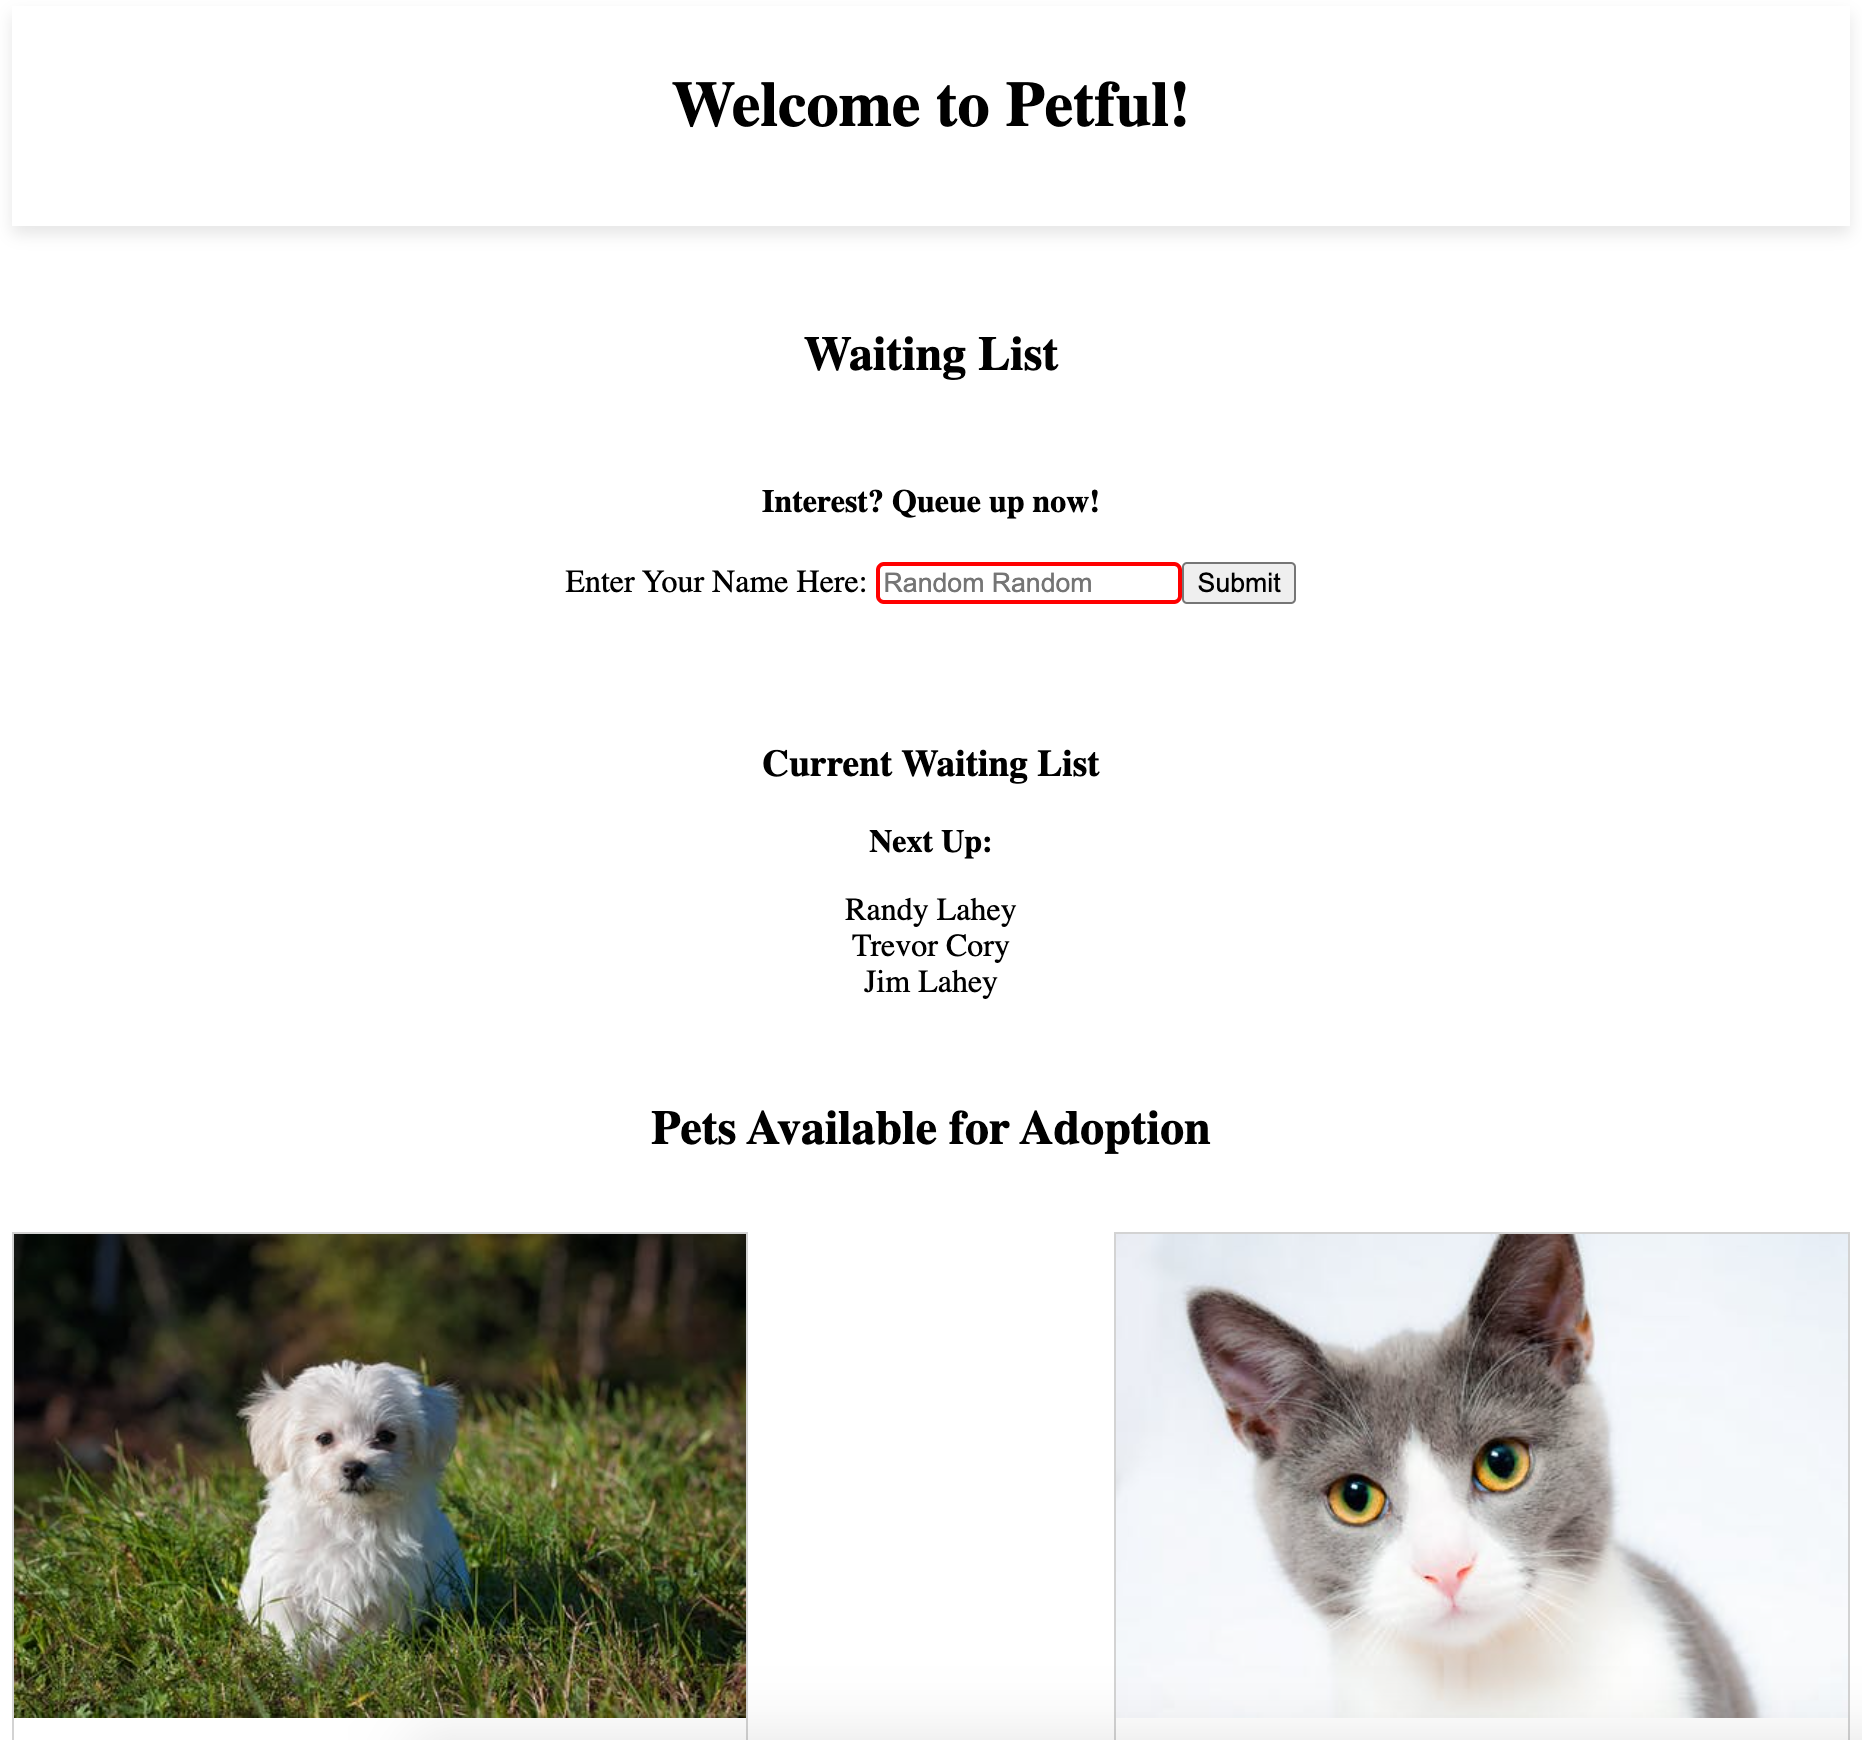 Welcome to Petful!
Waiting List
Interest? Queue up now!
Enter Your Name Here: Random Random Submit
Current Waiting List
Next Up:
Randy Lahey
Trevor Cory
Jim Lahey
Pets Available for Adoption